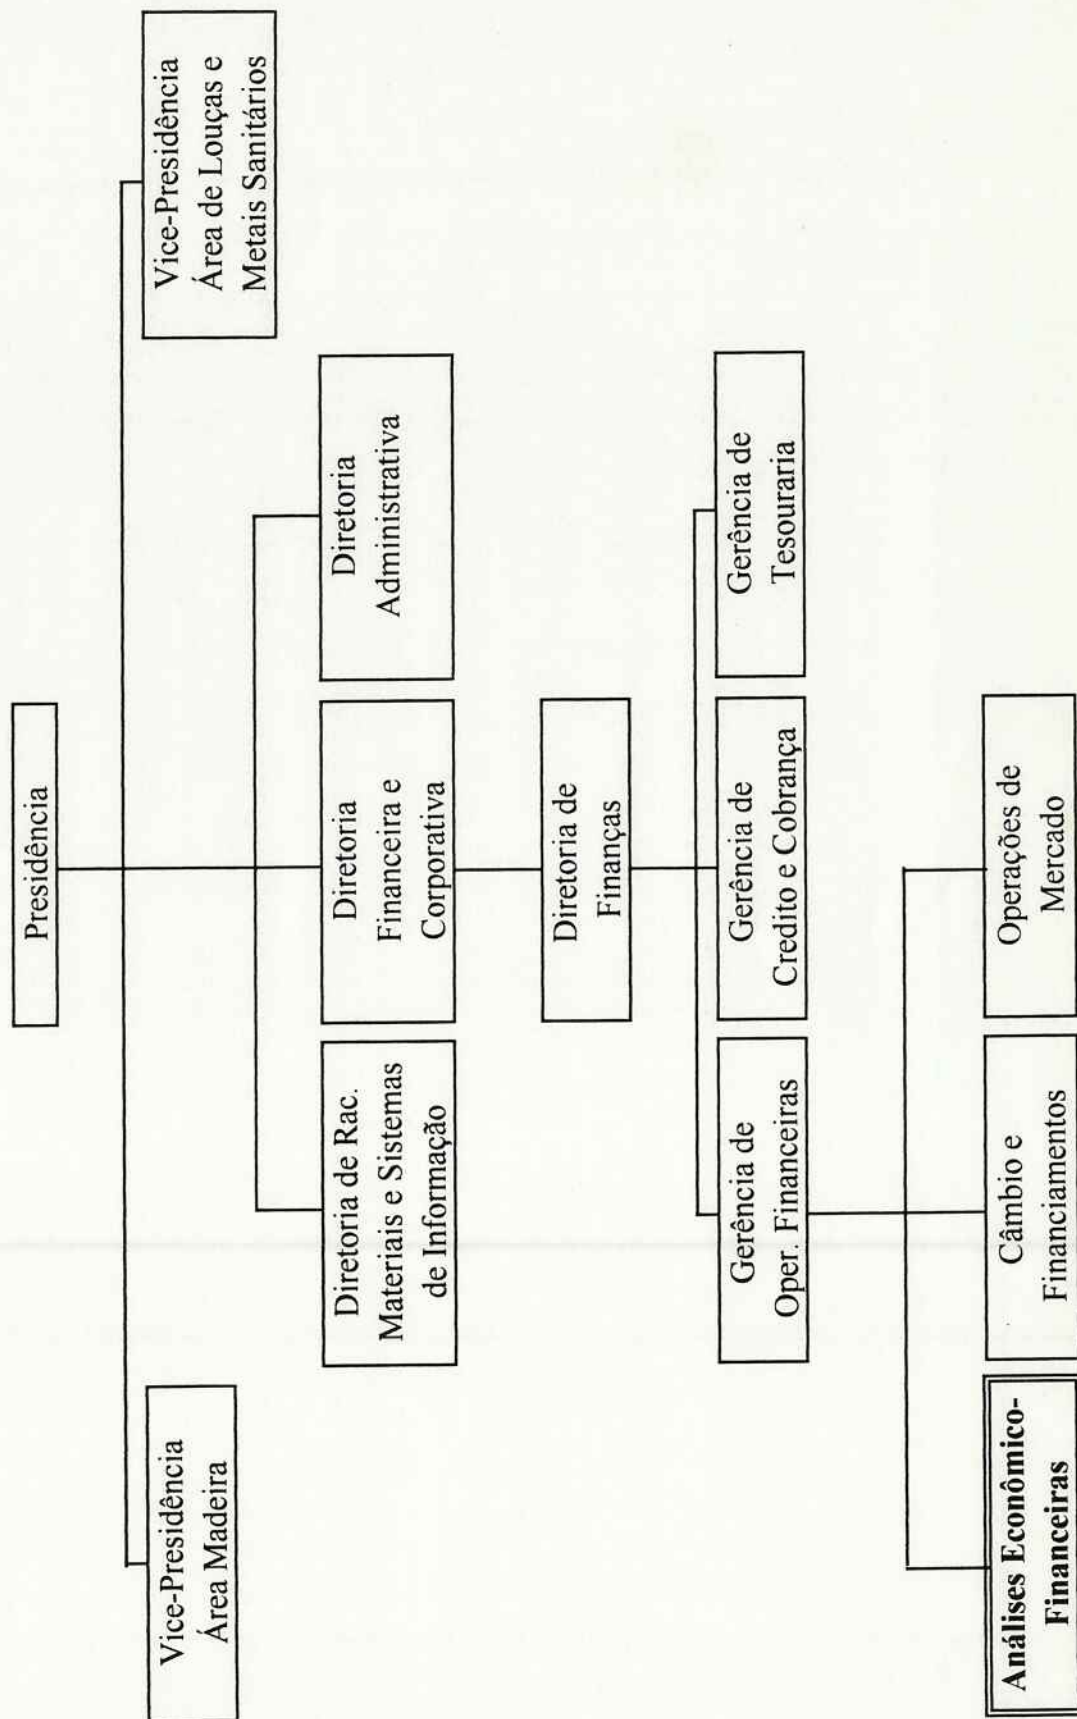 Presidência
Vice-Presidência
Área Madeira
Vice-Presidência
Área de Louças e
Metais Sanitários
Diretoria de Rac.
Materiais e Sistemas
de Informação
Diretoria
Financeira e
Corporativa
Diretoria
Administrativa
Diretoria de
Finanças
Gerência de
Oper. Financeiras
Gerência de
Credito e Cobrança
Gerência de
Tesouraria
Análises Econômico-
Financeiras
Câmbio e
Financiamentos
Operações de
Mercado